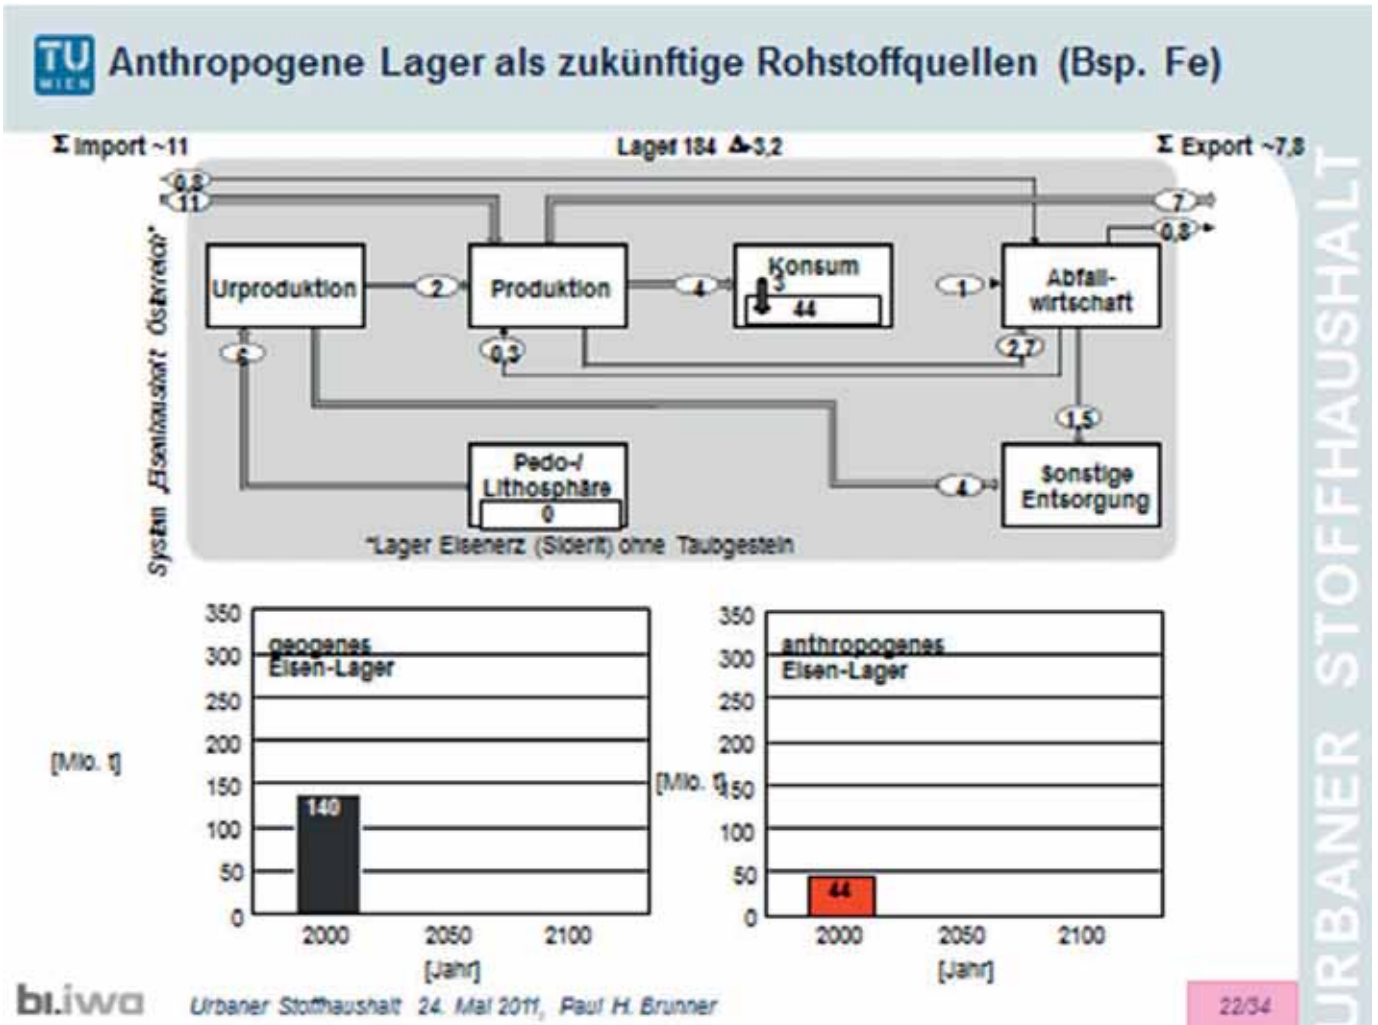 TU
WIEN
Anthropogene Lager als zukünftige Rohstoffquellen (Bsp. Fe)
Σ Import ~11
Lager 184 Δ-3,2
Σ Export ~7,8
0,8
11
7
0,8
System „Eisenhaushalt Österreich"
Urproduktion
2
Produktion
4
Konsum
3
44
1
Abfall-
wirtschaft
6
0,3
2,7
1,5
Pedo-/
Lithosphäre
0
4
Sonstige
Entsorgung
*Lager Eisenerz (Siderit) ohne Taubgestein
geogenes
Eisen-Lager
[Mio. t]
350
300
250
200
150
100
50
0
140
2000 2050 2100
[Jahr]
anthropogenes
Eisen-Lager
[Mio. t]
350
300
250
200
150
100
50
0
44
2000 2050 2100
[Jahr]
URBANER STOFFHAUSHALT
bi.iwa
Urbaner Stoffhaushalt 24. Mai 2011, Paul H. Brunner
22/34